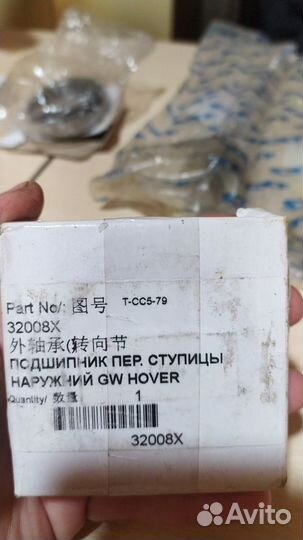 Part No/: 图号 T-CC5-79
32008X
外轴承(转向节
ПОДШИПНИК ПЕР. СТУПИЦЫ
НАРУЖНИЙ GW HOVER
Quantity/ 数量 1
32008X
Avito